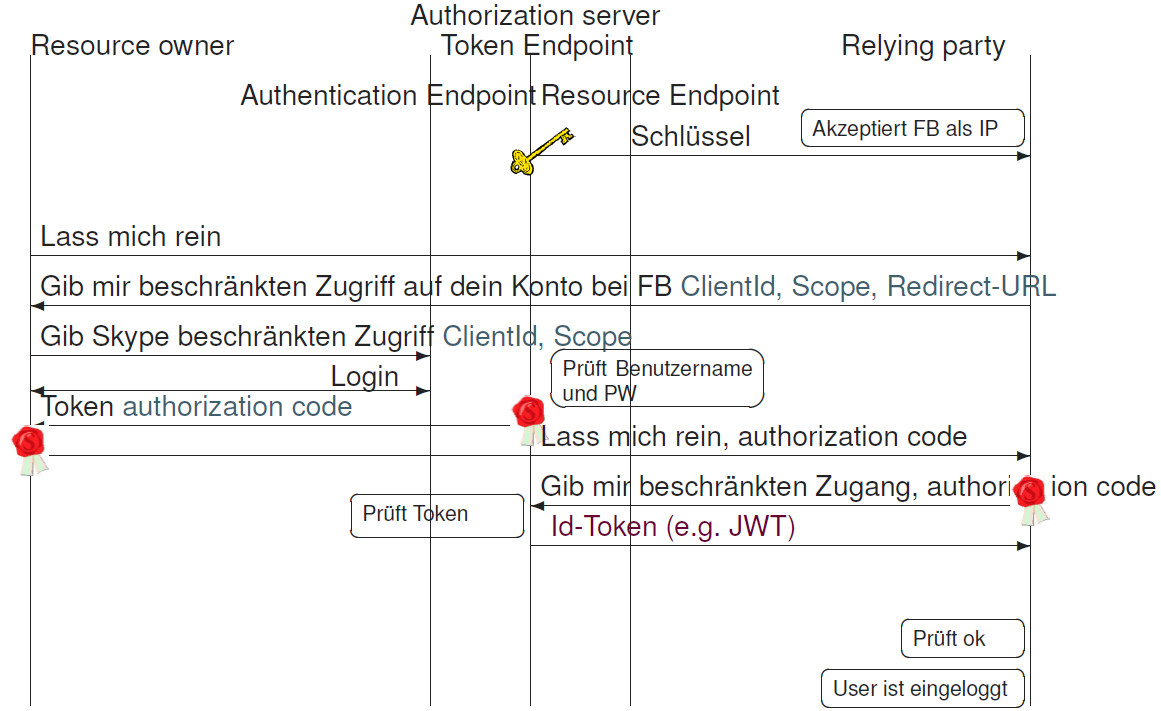 Authorization server
Resource owner
Token Endpoint
Relying party
Authentication Endpoint
Resource Endpoint
Akzeptiert FB als IP
Schlüssel
Lass mich rein
Gib mir beschränkten Zugriff auf dein Konto bei FB ClientId, Scope, Redirect-URL
Gib Skype beschränkten Zugriff ClientId, Scope
Prüft Benutzername
und PW
Login
Token authorization code
Lass mich rein, authorization code
Gib mir beschränkten Zugang, authori ion code
Prüft Token
Id-Token (e.g. JWT)
Prüft ok
User ist eingeloggt